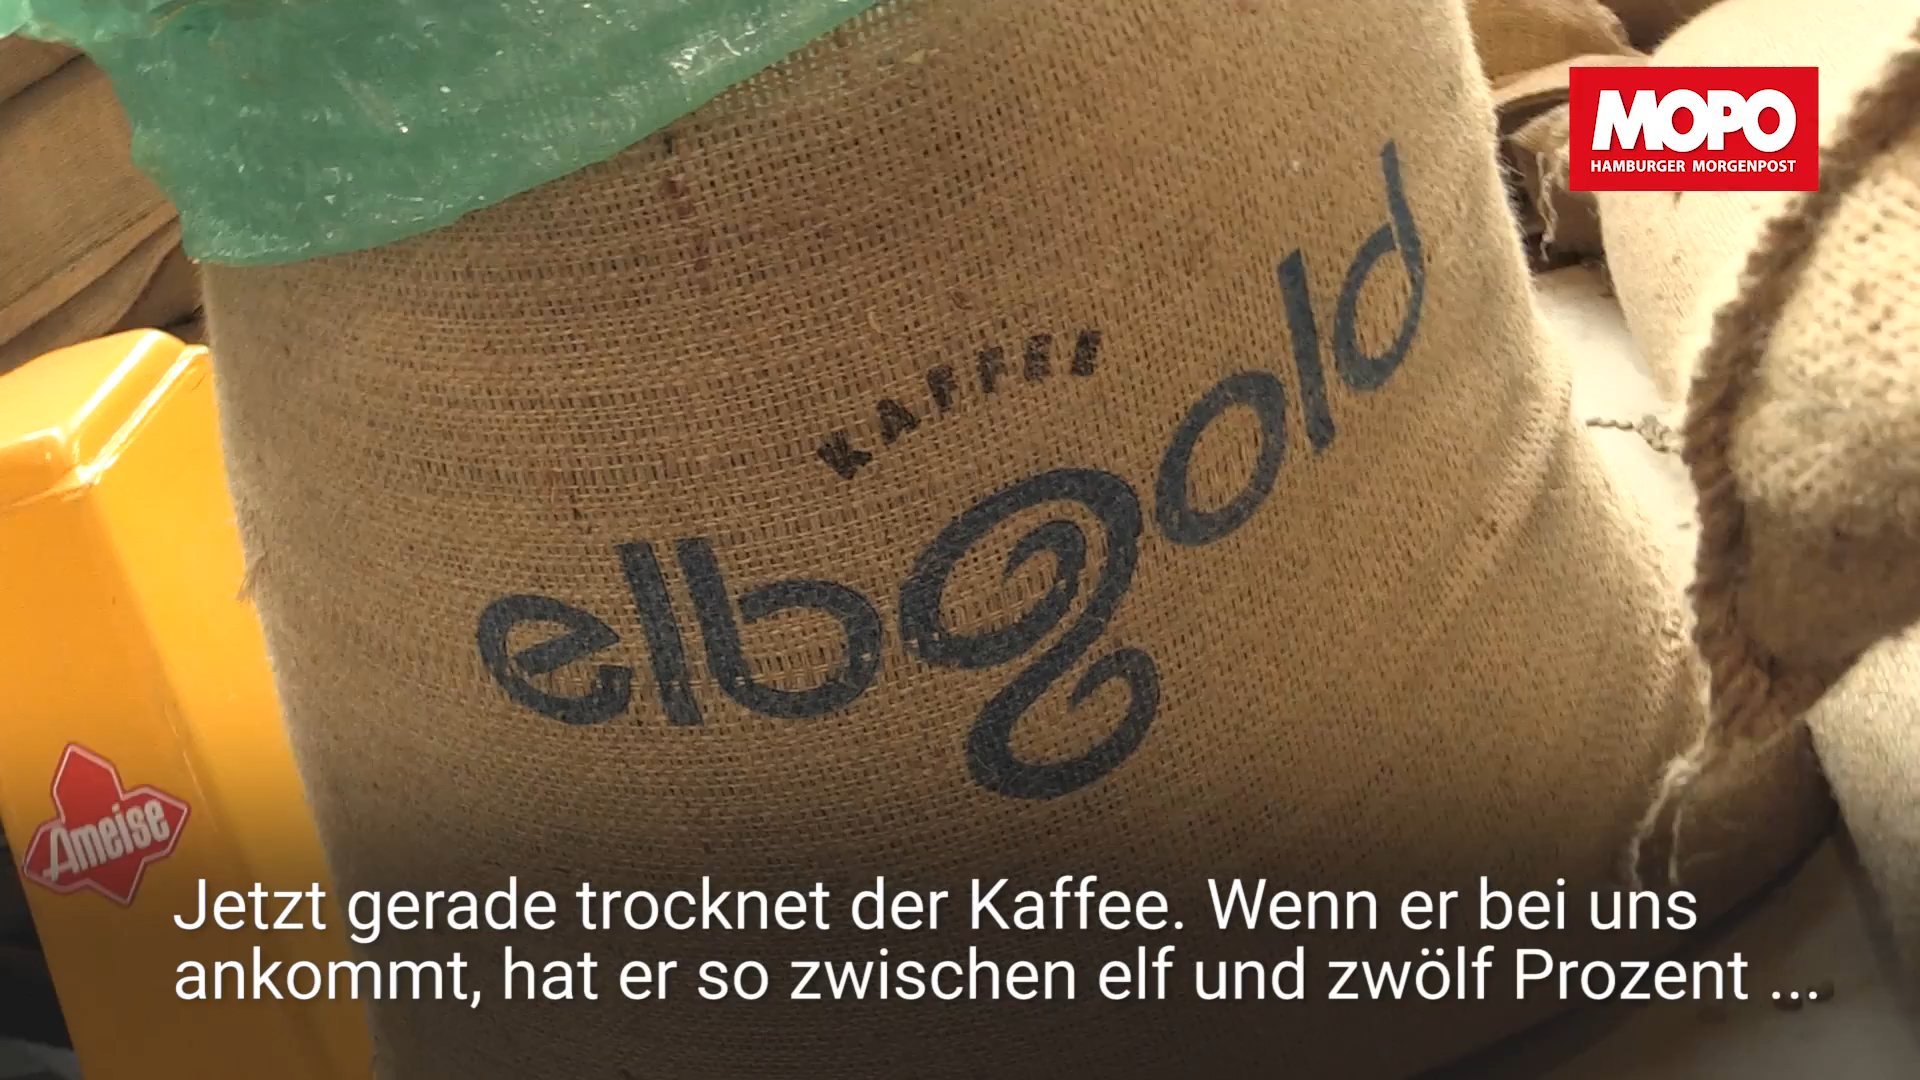 MOPO
HAMBURGER MORGENPOST
KAFFEE
elbgold
Ameise
Jetzt gerade trocknet der Kaffee. Wenn er bei uns
ankommt, hat er so zwischen elf und zwölf Prozent ...